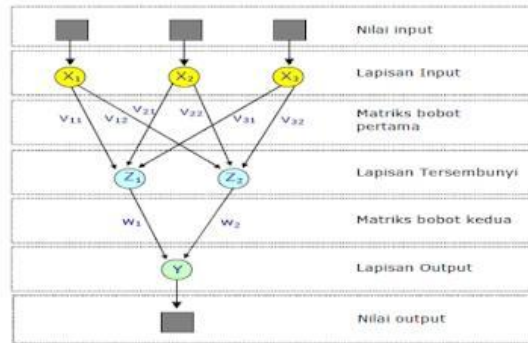 Nilai input
X₁ X₂ X₃
Lapisan Input
V₁₁ V₁₂ V₂₁ V₂₂ V₃₁ V₃₂
Matriks bobot
pertama
Z₁ Z₂
Lapisan Tersembunyi
w₁ w₂
Matriks bobot kedua
Y
Lapisan Output
Nilai output